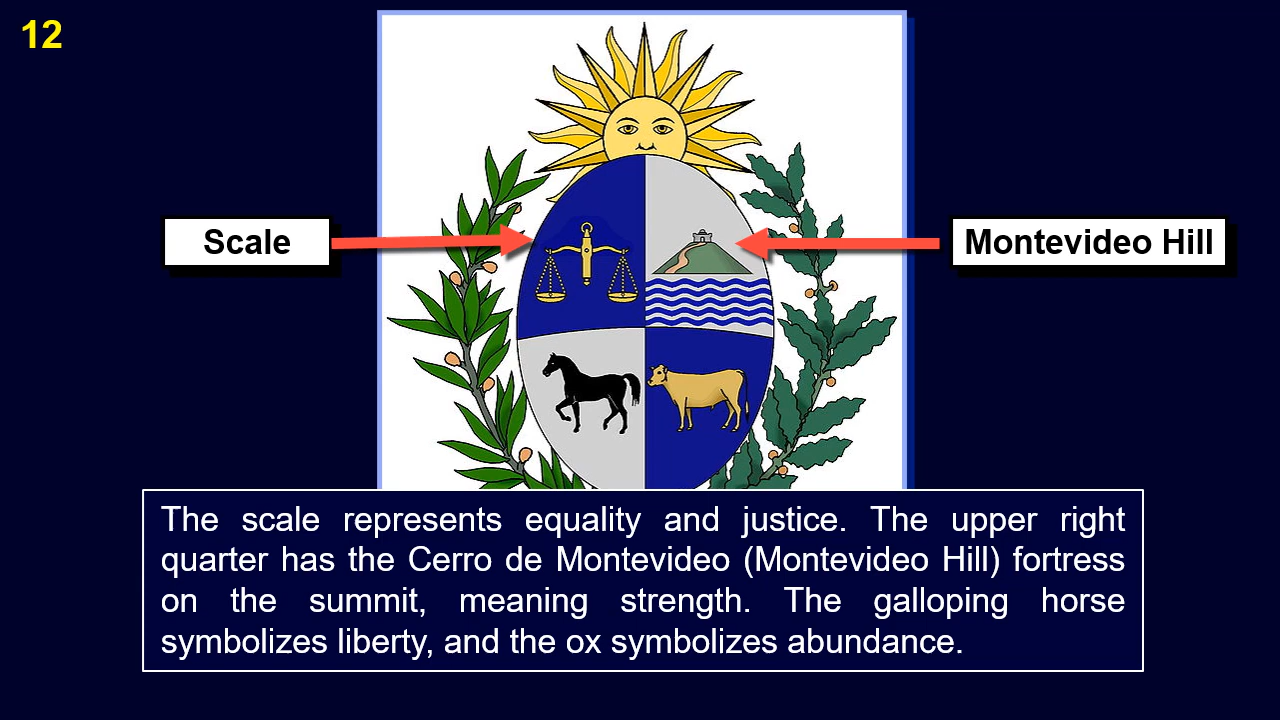 12
Scale
Montevideo Hill
The scale represents equality and justice. The upper right
quarter has the Cerro de Montevideo (Montevideo Hill) fortress
on the summit, meaning strength. The galloping horse
symbolizes liberty, and the ox symbolizes abundance.